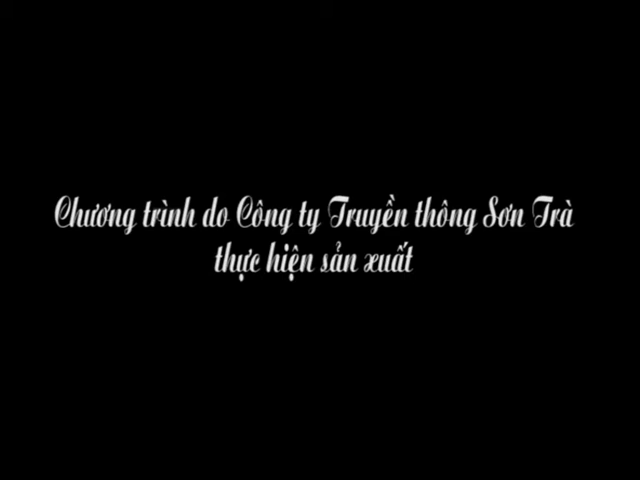 Chương trình do Công ty Truyền thông Sơn Trà
thực hiện sản xuất